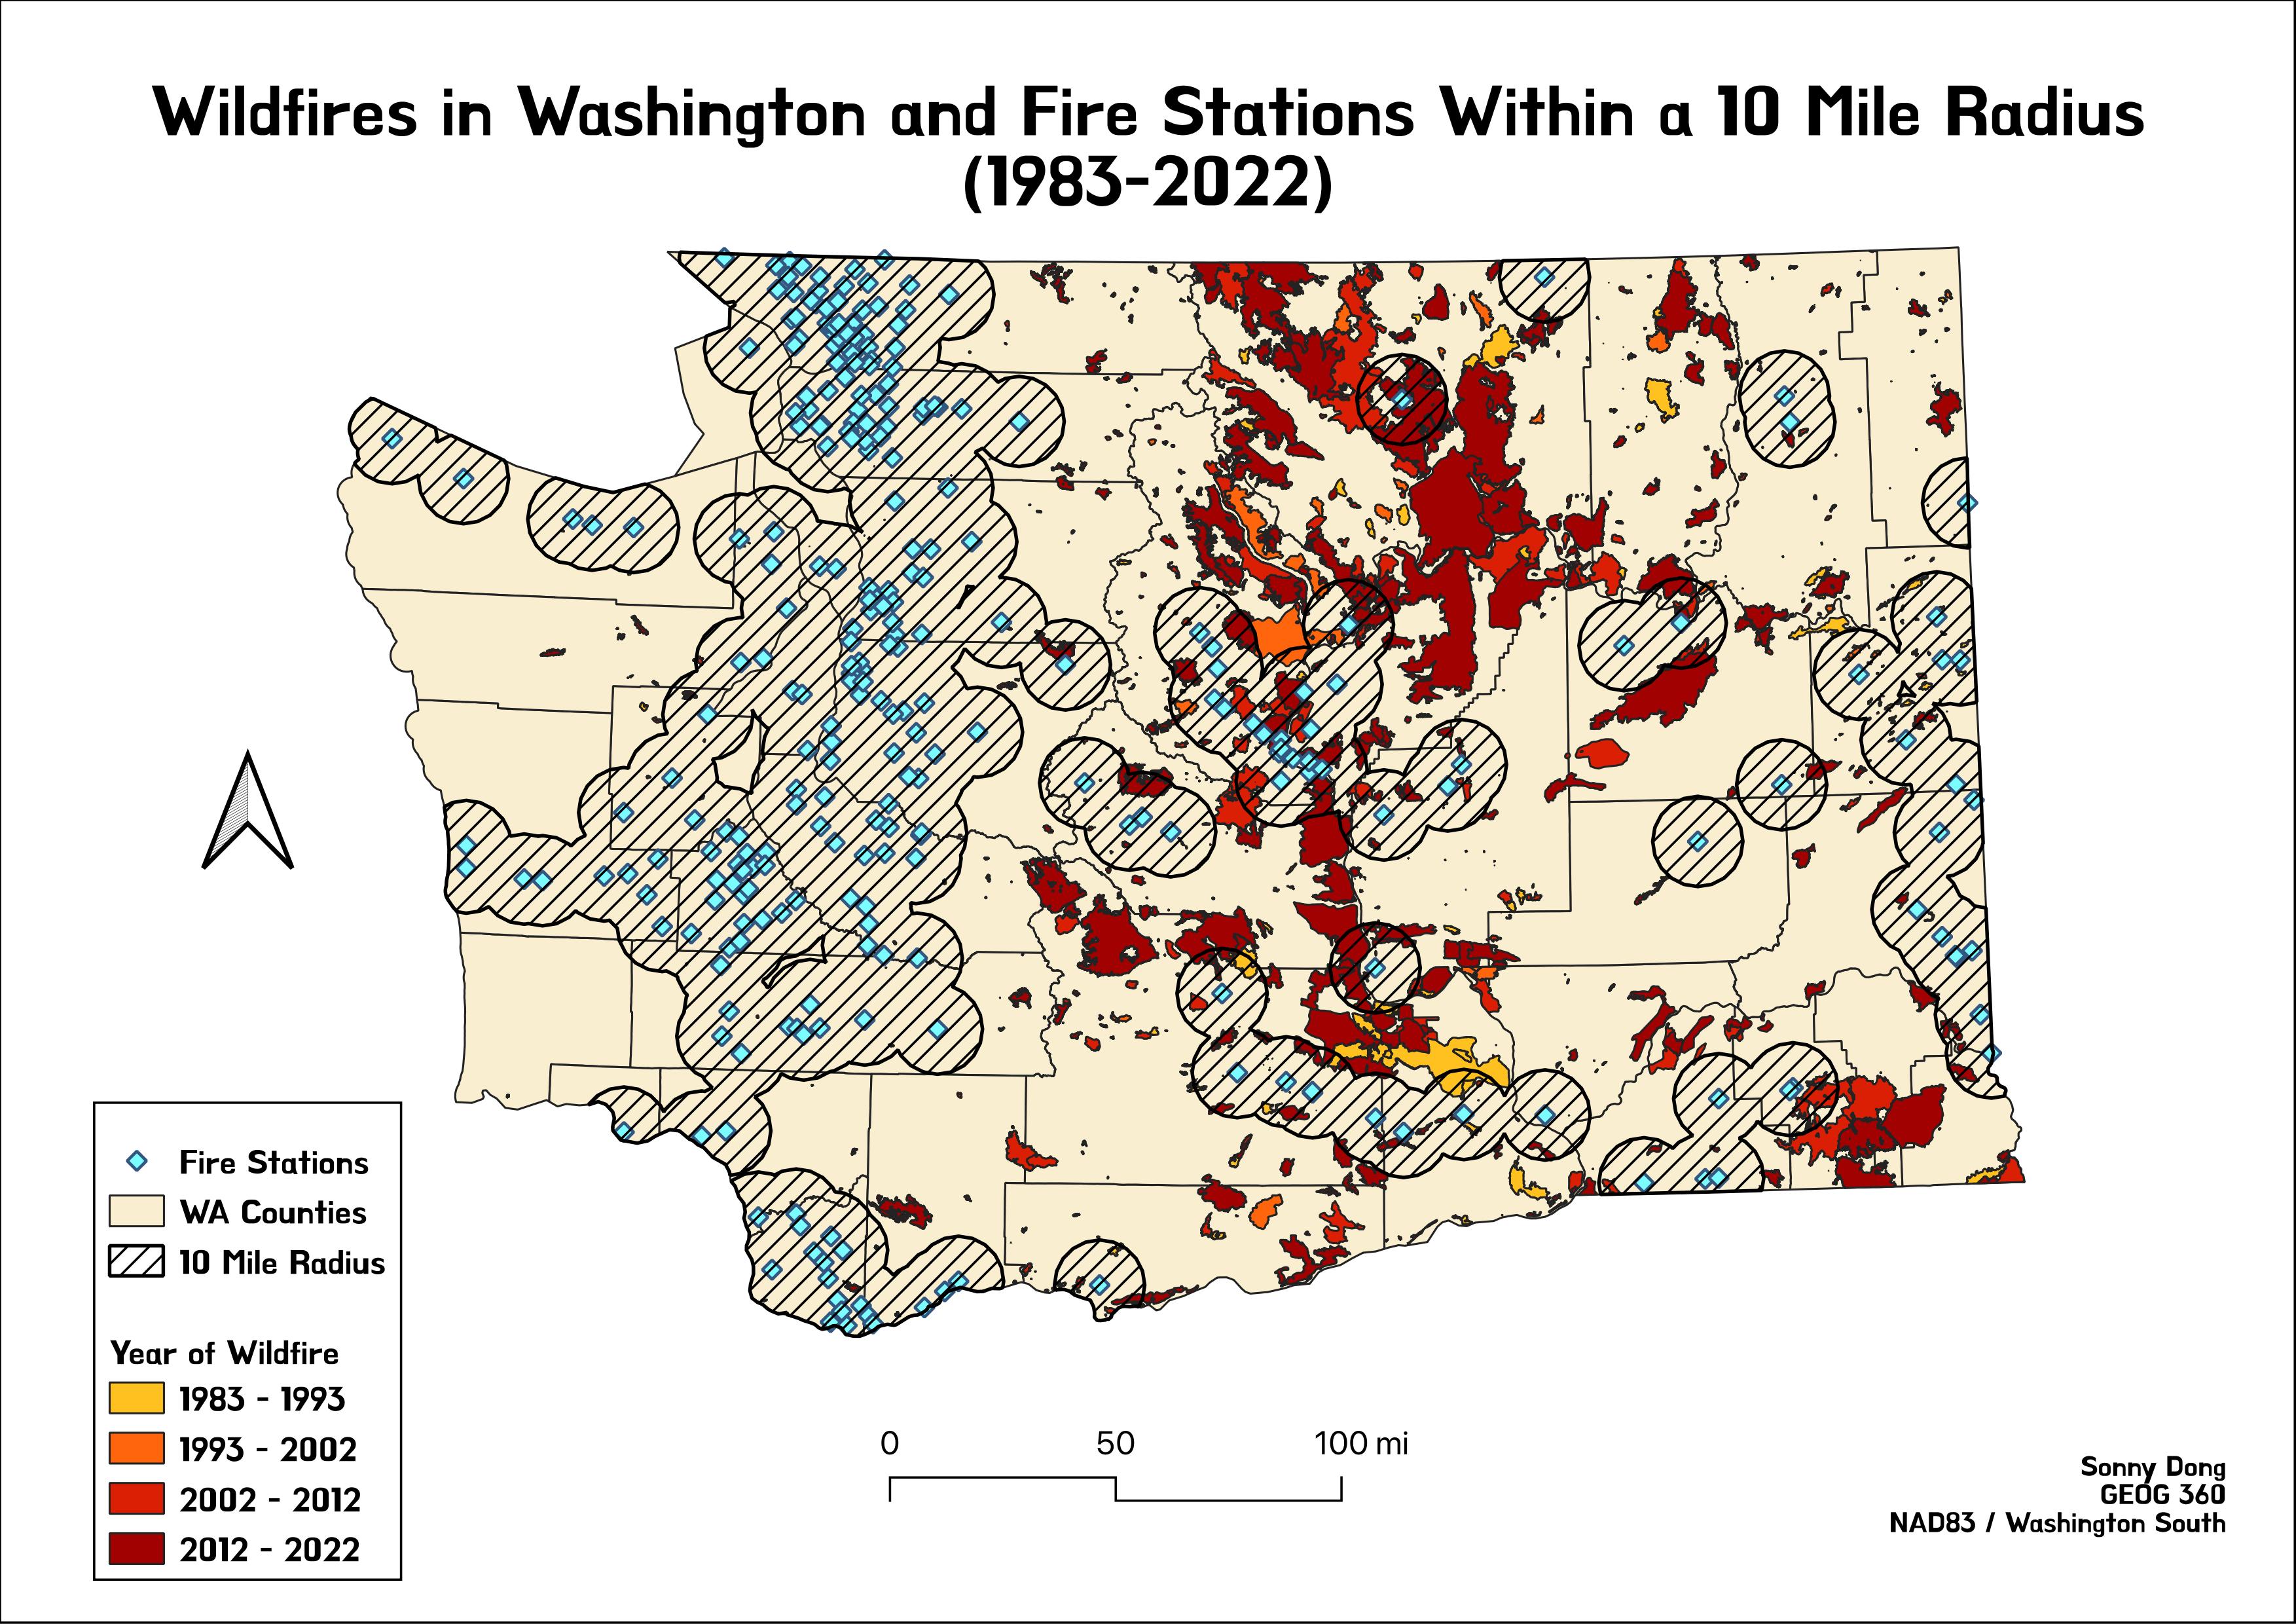 Wildfires in Washington and Fire Stations Within a 10 Mile Radius
(1983-2022)
Fire Stations
WA Counties
10 Mile Radius
Year of Wildfire
1983 - 1993
1993 - 2002
2002 - 2012
2012 - 2022
0 50 100 mi
Sonny Dong
GEOG 360
NAD83 / Washington South